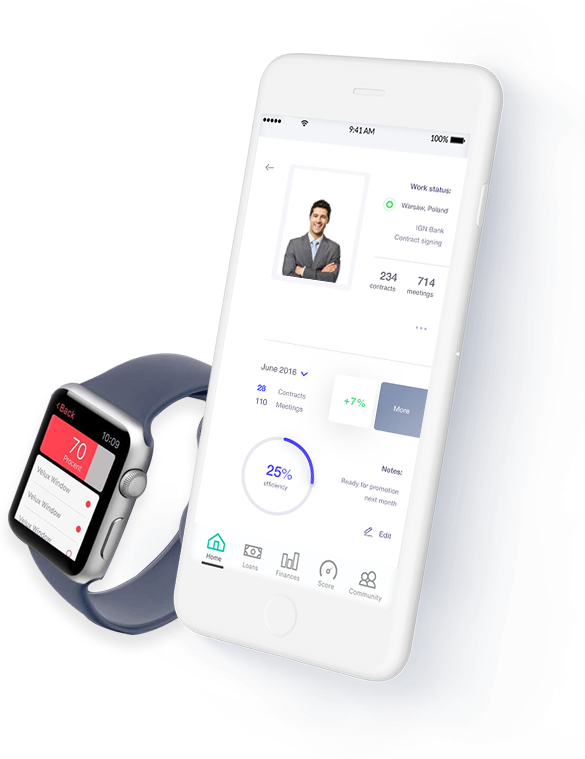 9:41 AM
100%
Work status:
Warsaw, Poland
IGN Bank
Contract signing
234
714
contracts
meetings
June 2016
28 Contracts
110 Meetings
+7%
More
25%
efficiency
Notes:
Ready for promotion
next month
Edit
Home
Loans
Finances
Score
Community
Back
10:09
70
Procent
Velux Window
Velux Window
Velux Window